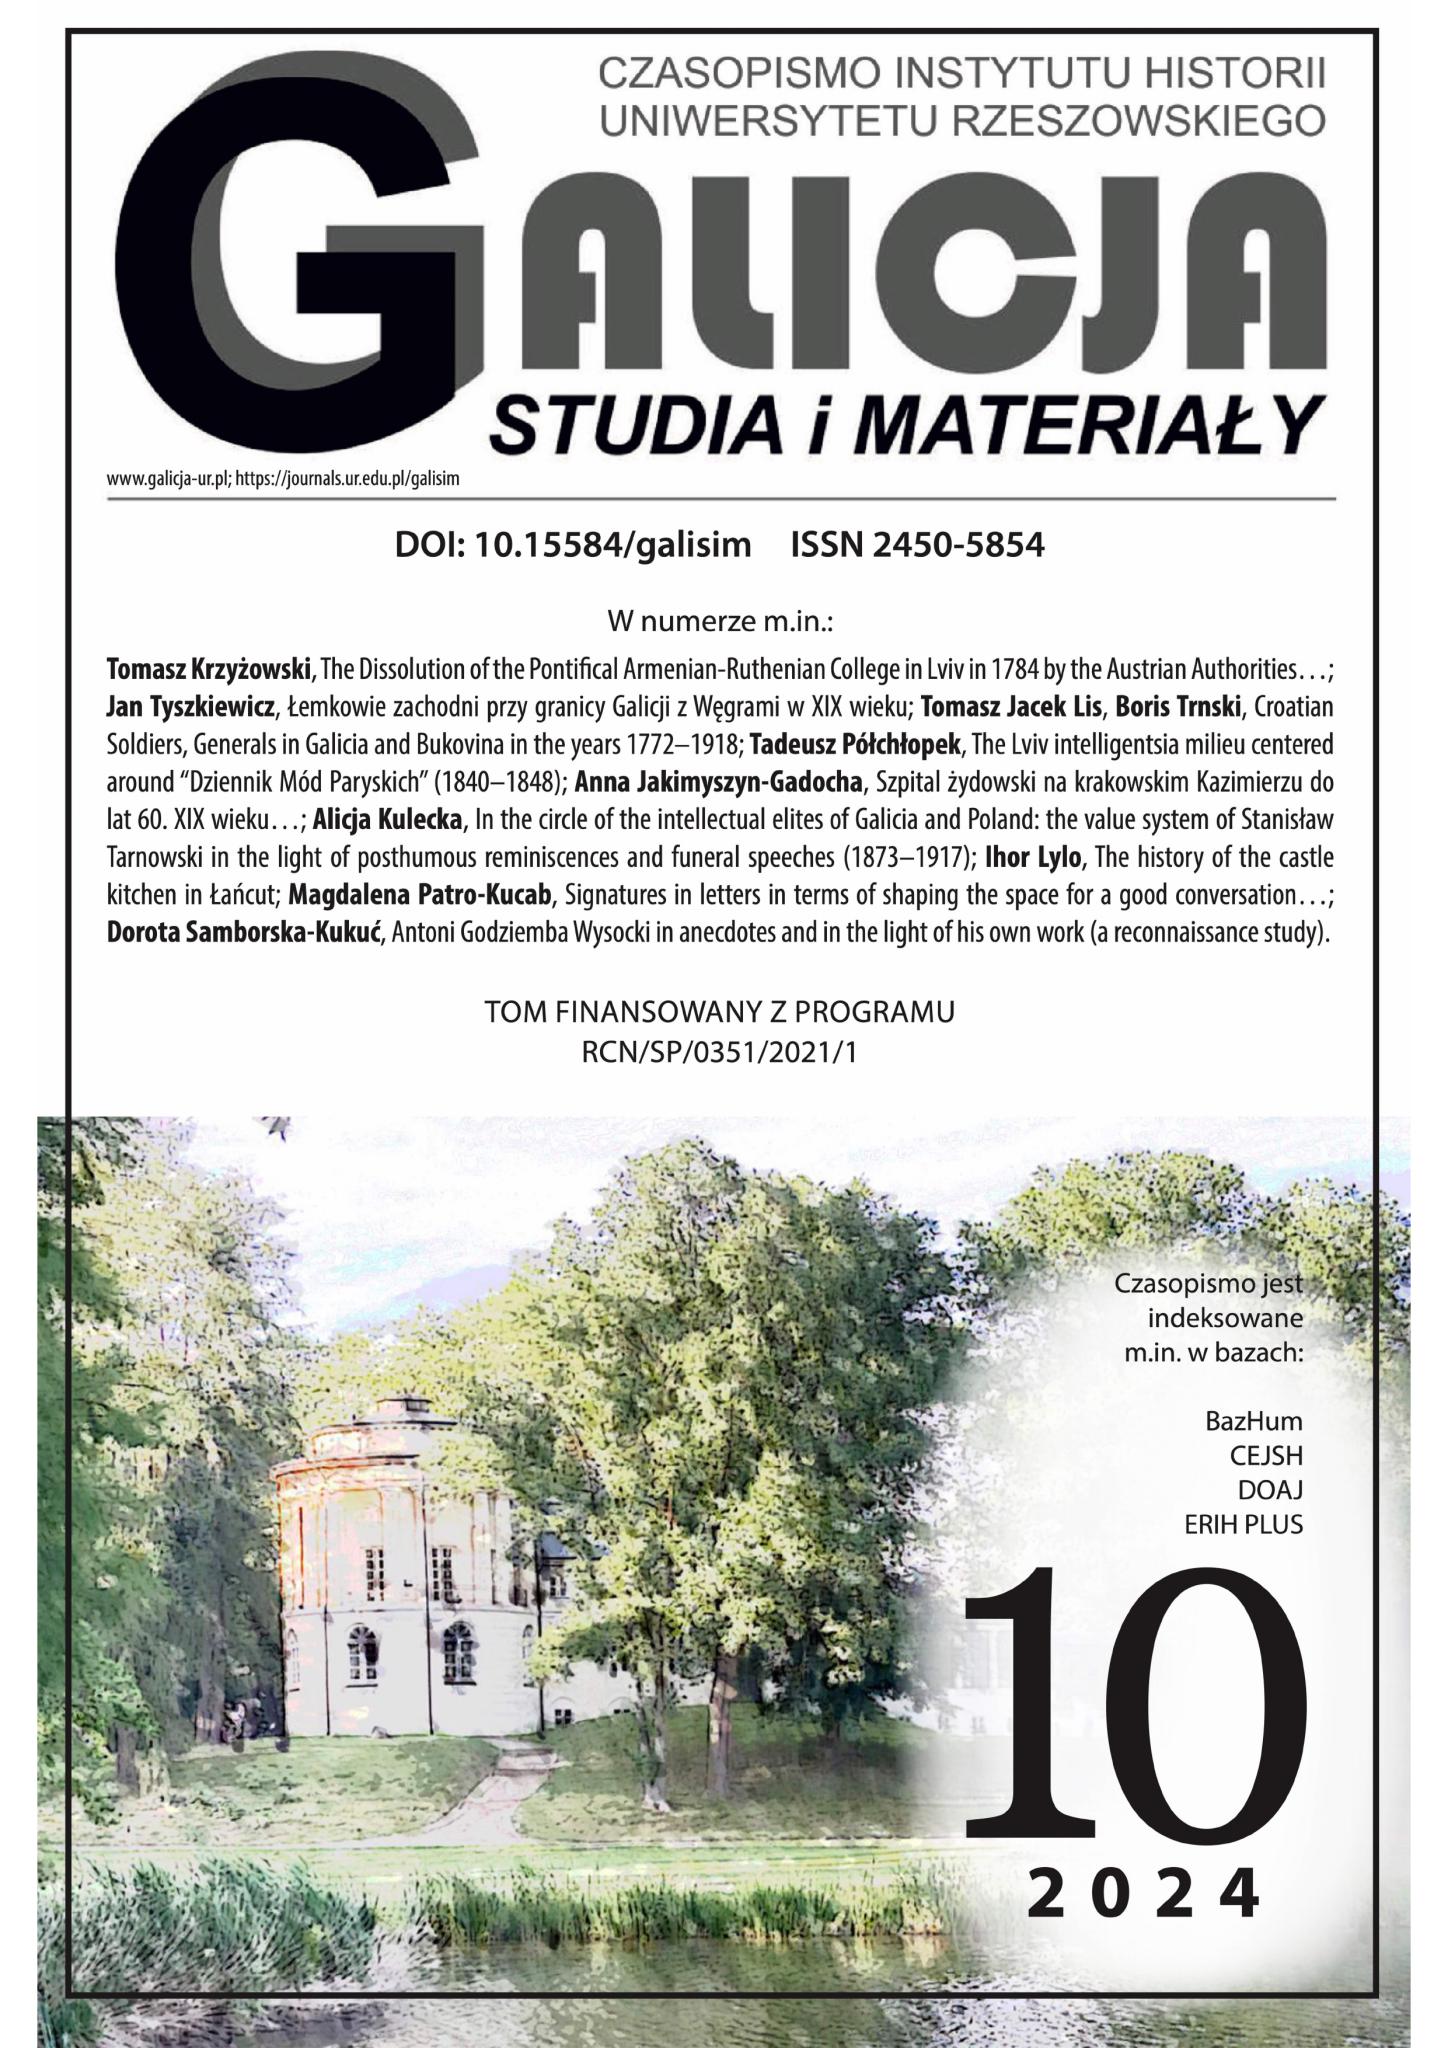 CZASOPISMO INSTYTUTU HISTORII
UNIWERSYTETU RZESZOWSKIEGO
GALICJA
STUDIA i MATERIAŁY
www.galicja-ur.pl; https://journals.ur.edu.pl/galisim
DOI: 10.15584/galisim ISSN 2450-5854
W numerze m.in.:
Tomasz Krzyżowski, The Dissolution of the Pontifical Armenian-Ruthenian College in Lviv in 1784 by the Austrian Authorities…;
Jan Tyszkiewicz, Łemkowie zachodni przy granicy Galicji z Węgrami w XIX wieku; Tomasz Jacek Lis, Boris Trnski, Croatian
Soldiers, Generals in Galicia and Bukovina in the years 1772–1918; Tadeusz Półchłopek, The Lviv intelligentsia milieu centered
around “Dziennik Mód Paryskich” (1840–1848); Anna Jakimyszyn-Gadocha, Szpital żydowski na krakowskim Kazimierzu do
lat 60. XIX wieku…; Alicja Kulecka, In the circle of the intellectual elites of Galicia and Poland: the value system of Stanisław
Tarnowski in the light of posthumous reminiscences and funeral speeches (1873–1917); Ihor Lylo, The history of the castle
kitchen in Łańcut; Magdalena Patro-Kucab, Signatures in letters in terms of shaping the space for a good conversation…;
Dorota Samborska-Kukuć, Antoni Godziemba Wysocki in anecdotes and in the light of his own work (a reconnaissance study).
TOM FINANSOWANY Z PROGRAMU
RCN/SP/0351/2021/1
Czasopismo jest
indeksowane
m.in. w bazach:
BazHum
CEJSH
DOAJ
ERIH PLUS
10
2024